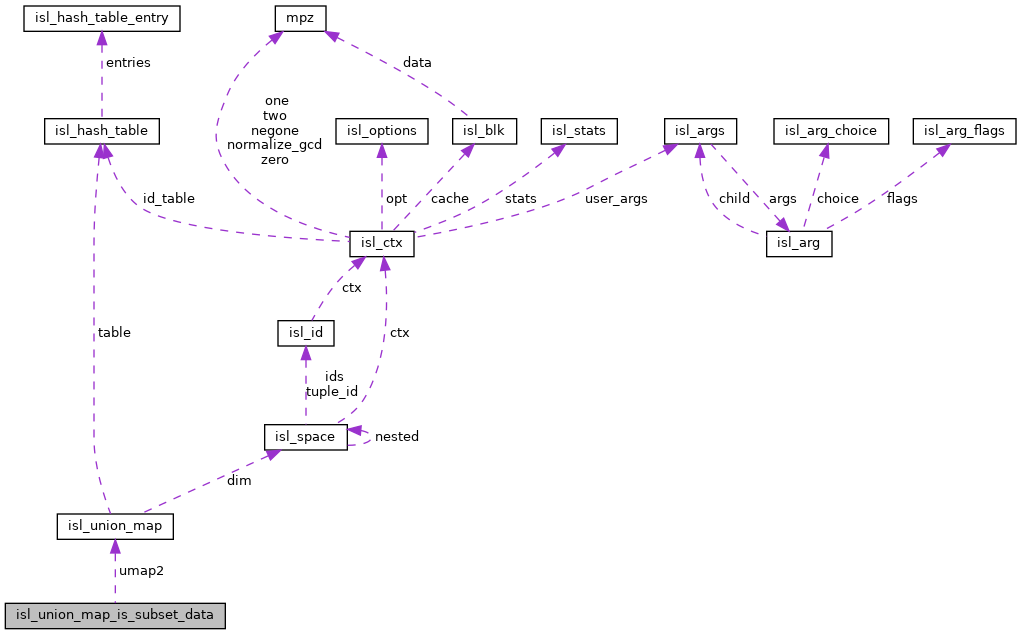 isl_hash_table_entry
mpz
entries
data
isl_hash_table
one
two
negone
normalize_gcd
zero
isl_options
isl_blk
isl_stats
isl_args
isl_arg_choice
isl_arg_flags
id_table
opt
cache
stats
user_args
child
args
choice
flags
isl_ctx
isl_arg
ctx
table
isl_id
ctx
ids
tuple_id
isl_space
nested
dim
isl_union_map
umap2
isl_union_map_is_subset_data